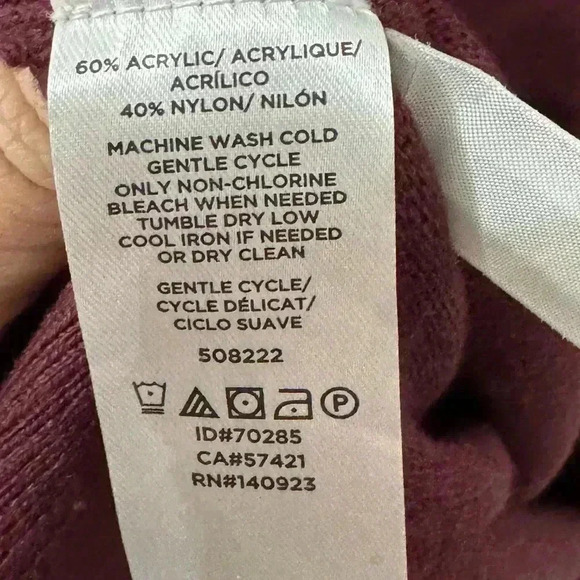 60% ACRYLIC/ ACRYLIQUE/
ACRÍLICO
40% NYLON/ NILÓN
MACHINE WASH COLD
GENTLE CYCLE
ONLY NON-CHLORINE
BLEACH WHEN NEEDED
TUMBLE DRY LOW
COOL IRON IF NEEDED
OR DRY CLEAN
GENTLE CYCLE/
CYCLE DÉLICAT/
CICLO SUAVE
508222
P
ID#70285
CA#57421
RN#140923